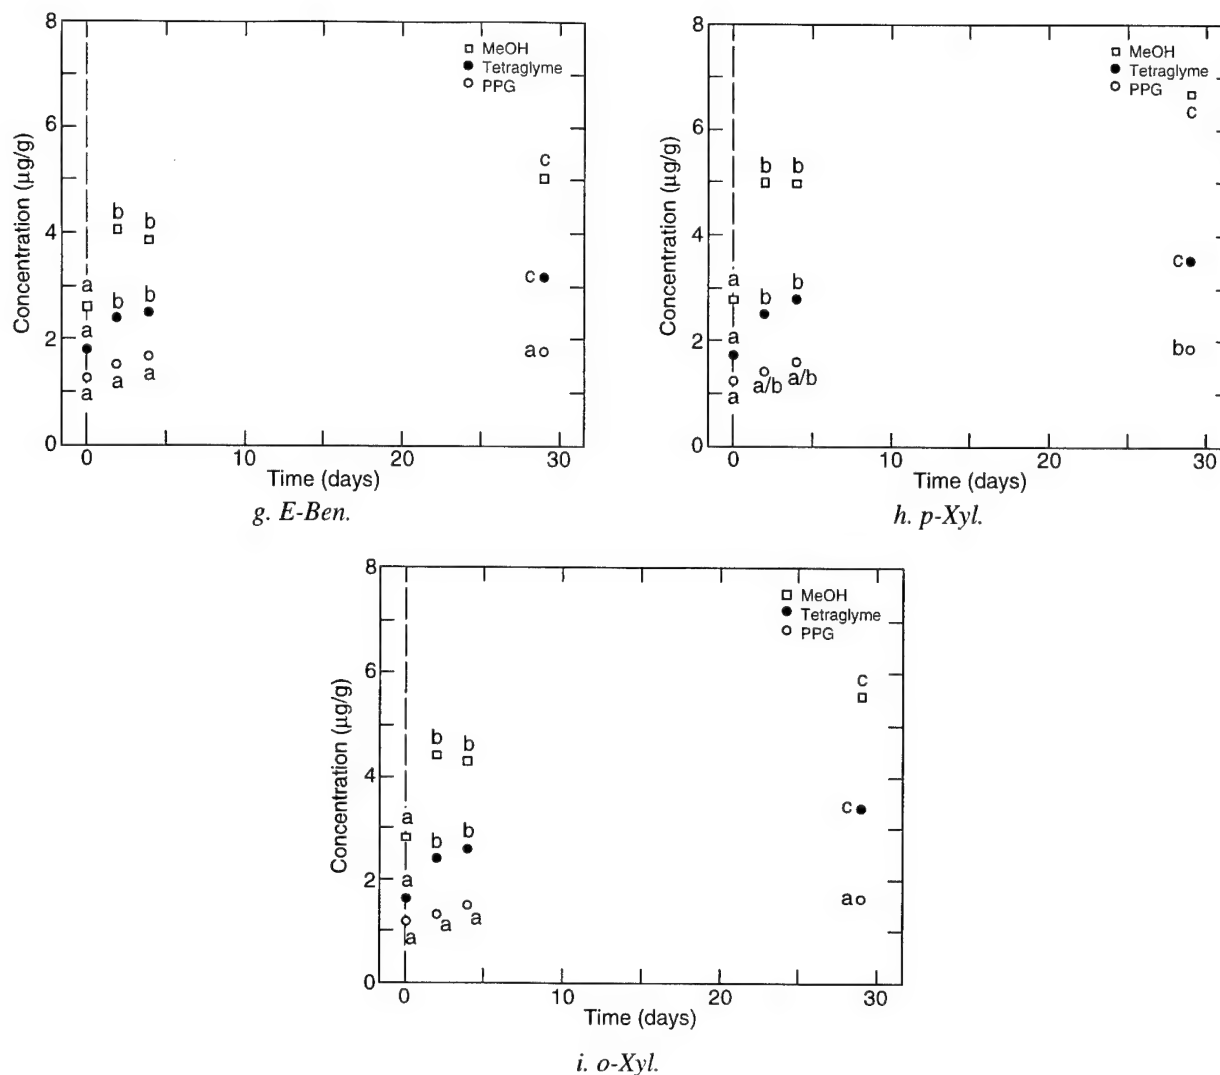 8
6
4
2
0
Concentration (µg/g)
MeOH
Tetraglyme
PPG
a
b
b
c
a
b
b
c
a
a
a
a
0
10
20
30
Time (days)
g. E-Ben.
8
6
4
2
0
Concentration (µg/g)
MeOH
Tetraglyme
PPG
a
b
b
c
a
b
b
c
a
a/b
a/b
b
0
10
20
30
Time (days)
h. p-Xyl.
8
6
4
2
0
Concentration (µg/g)
MeOH
Tetraglyme
PPG
a
b
b
c
a
b
b
c
a
a
a
a
0
10
20
30
Time (days)
i. o-Xyl.